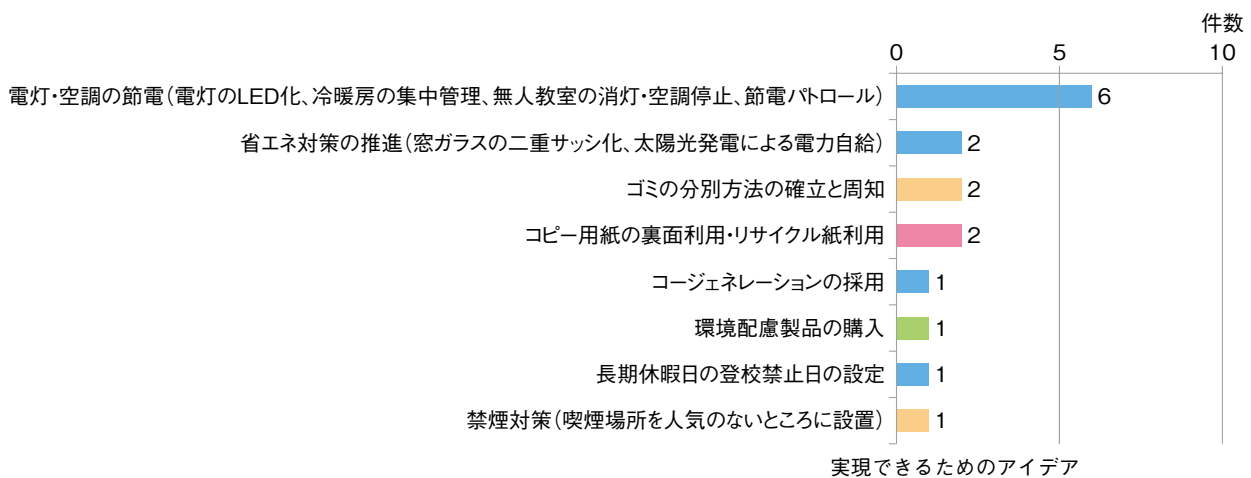 件数
0 5 10
電灯・空調の節電(電灯のLED化、冷暖房の集中管理、無人教室の消灯・空調停止、節電パトロール) 6
省エネ対策の推進(窓ガラスの二重サッシ化、太陽光発電による電力自給) 2
ゴミの分別方法の確立と周知 2
コピー用紙の裏面利用・リサイクル紙利用 2
コージェネレーションの採用 1
環境配慮製品の購入 1
長期休暇日の登校禁止日の設定 1
禁煙対策(喫煙場所を人気のないところに設置) 1
実現できるためのアイデア